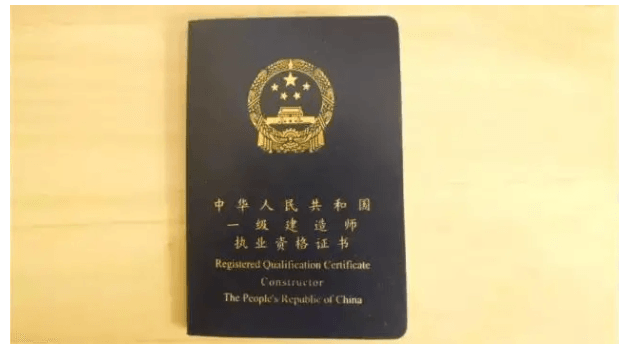 中华人民共和国
一级建造师
执业资格证书
Registered Qualification Certificate
Constructor
The People's Republic of China